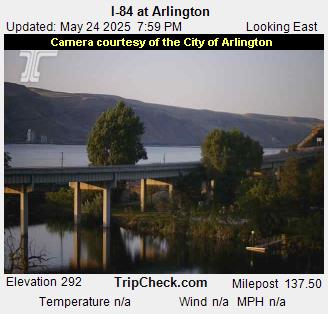 I-84 at Arlington
Updated: May 24 2025 7:59 PM Looking East
Camera courtesy of the City of Arlington
Elevation 292 TripCheck.com Milepost 137.50
Temperature n/a Wind n/a MPH n/a